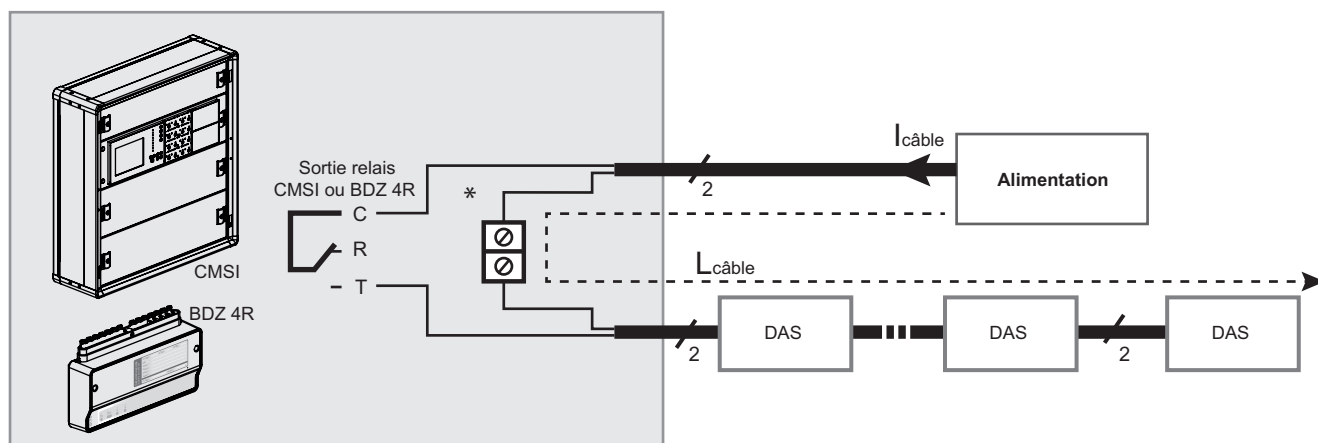 CMSI
BDZ 4R
Sortie relais
CMSI ou BDZ 4R
*
C
R
T
Icâble
2
Alimentation
Lcâble
2
DAS
DAS
2
DAS